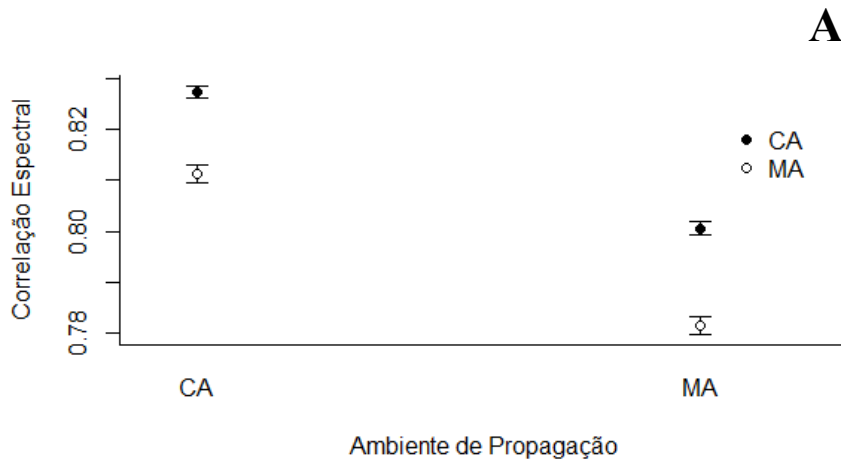 A
Correlação Espectral
0.82
0.80
0.78
CA
MA
CA
MA
Ambiente de Propagação